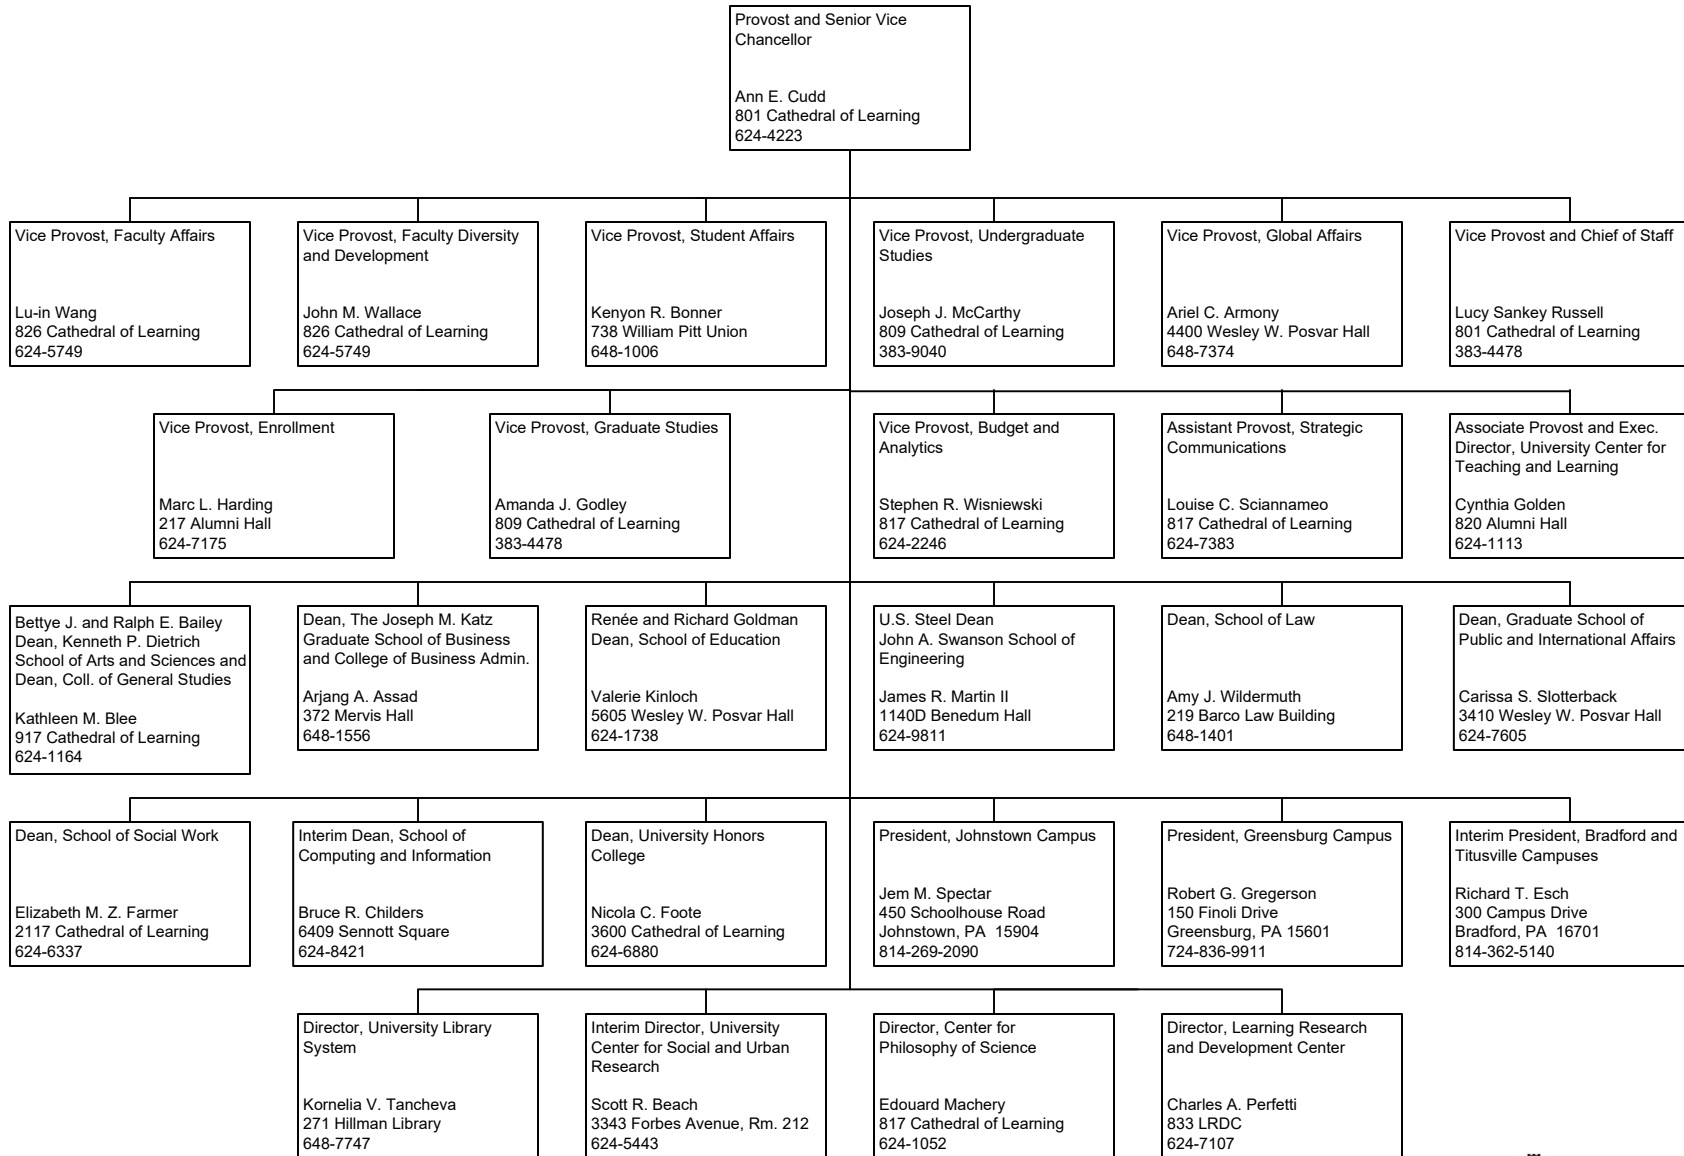 Provost and Senior Vice
Chancellor
Ann E. Cudd
801 Cathedral of Learning
624-4223
Vice Provost, Faculty Affairs
Lu-in Wang
826 Cathedral of Learning
624-5749
Vice Provost, Faculty Diversity
and Development
John M. Wallace
826 Cathedral of Learning
624-5749
Vice Provost, Student Affairs
Kenyon R. Bonner
738 William Pitt Union
648-1006
Vice Provost, Undergraduate
Studies
Joseph J. McCarthy
809 Cathedral of Learning
383-9040
Vice Provost, Global Affairs
Ariel C. Armony
4400 Wesley W. Posvar Hall
648-7374
Vice Provost and Chief of Staff
Lucy Sankey Russell
801 Cathedral of Learning
383-4478
Vice Provost, Enrollment
Marc L. Harding
217 Alumni Hall
624-7175
Vice Provost, Graduate Studies
Amanda J. Godley
809 Cathedral of Learning
383-4478
Vice Provost, Budget and
Analytics
Stephen R. Wisniewski
817 Cathedral of Learning
624-2246
Assistant Provost, Strategic
Communications
Louise C. Sciannameo
817 Cathedral of Learning
624-7383
Associate Provost and Exec.
Director, University Center for
Teaching and Learning
Cynthia Golden
820 Alumni Hall
624-1113
Bettye J. and Ralph E. Bailey
Dean, Kenneth P. Dietrich
School of Arts and Sciences and
Dean, Coll. of General Studies
Kathleen M. Blee
917 Cathedral of Learning
624-1164
Dean, The Joseph M. Katz
Graduate School of Business
and College of Business Admin.
Arjang A. Assad
372 Mervis Hall
648-1556
Renée and Richard Goldman
Dean, School of Education
Valerie Kinloch
5605 Wesley W. Posvar Hall
624-1738
U.S. Steel Dean
John A. Swanson School of
Engineering
James R. Martin II
1140D Benedum Hall
624-9811
Dean, School of Law
Amy J. Wildermuth
219 Barco Law Building
648-1401
Dean, Graduate School of
Public and International Affairs
Carissa S. Slotterback
3410 Wesley W. Posvar Hall
624-7605
Dean, School of Social Work
Elizabeth M. Z. Farmer
2117 Cathedral of Learning
624-6337
Interim Dean, School of
Computing and Information
Bruce R. Childers
6409 Sennott Square
624-8421
Dean, University Honors
College
Nicola C. Foote
3600 Cathedral of Learning
624-6880
President, Johnstown Campus
Jem M. Spectar
450 Schoolhouse Road
Johnstown, PA 15904
814-269-2090
President, Greensburg Campus
Robert G. Gregerson
150 Finoli Drive
Greensburg, PA 15601
724-836-9911
Interim President, Bradford and
Titusville Campuses
Richard T. Esch
300 Campus Drive
Bradford, PA 16701
814-362-5140
Director, University Library
System
Kornelia V. Tancheva
271 Hillman Library
648-7747
Interim Director, University
Center for Social and Urban
Research
Scott R. Beach
3343 Forbes Avenue, Rm. 212
624-5443
Director, Center for
Philosophy of Science
Edouard Machery
817 Cathedral of Learning
624-1052
Director, Learning Research
and Development Center
Charles A. Perfetti
833 LRDC
624-7107